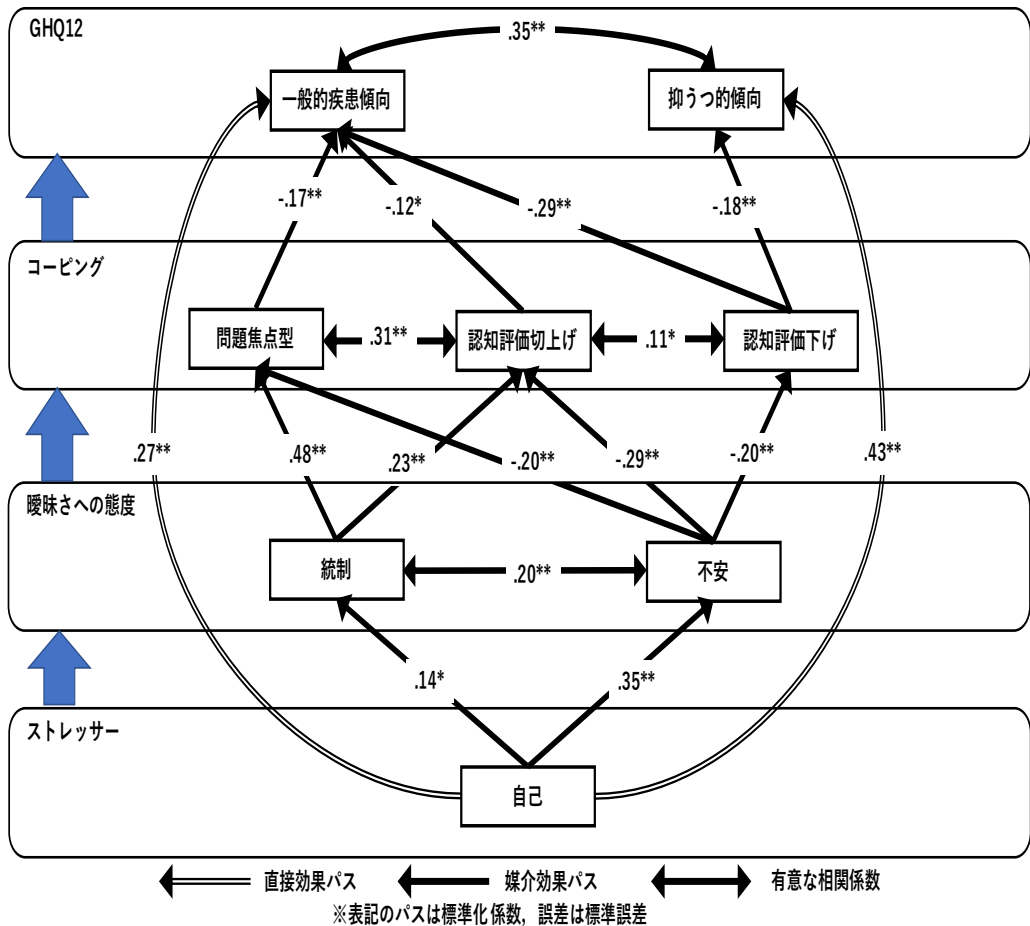 GHQ12
.35**
一般的疾患傾向
抑うつ的傾向
-.17**
-.12*
-.29**
-.18**
コーピング
問題焦点型
.31**
認知評価切上げ
.11*
認知評価下げ
.27**
.48**
.23**
-.20**
-.29**
-.20**
.43**
曖昧さへの態度
統制
.20**
不安
.14*
.35**
ストレッサー
自己
直接効果パス
媒介効果パス
有意な相関係数
※表記のパスは標準化係数，誤差は標準誤差